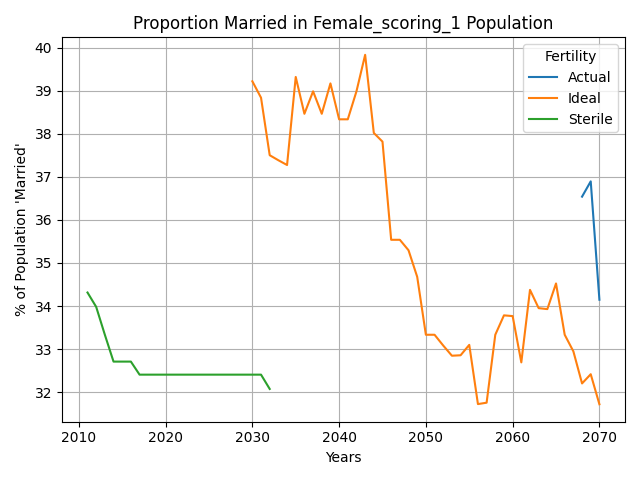 Proportion Married in Female_scoring_1 Population
% of Population 'Married'
40
39
38
37
36
35
34
33
32
Fertility
Actual
Ideal
Sterile
2010
2020
2030
2040
2050
2060
2070
Years